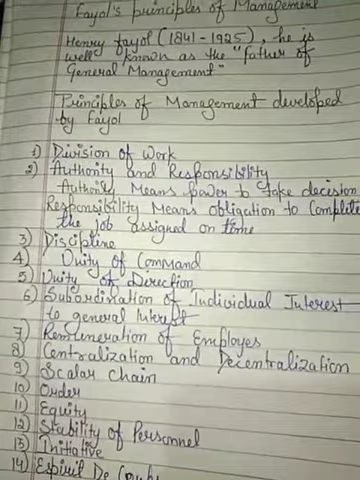 Fayol's principles of Management
Henry fayol (1841-1925), he is
well known as the "father of
General Management"
Principles of Management developed
by Fayol
1) Division of Work
2) Authority and Responsibility
Authority Means power to take decision
Responsibility Means obligation to Complete
the job assigned on time
3) Discipline
4) Unity of Command
5) Unity of Direction
6) Subordination of Individual Interest
to general Interest
7) Remuneration of Employes
8) Centralization and Decentralization
9) Scalar Chain
10) Order
11) Equity
12) Stability of Personnel
13) Initiative
14) Espirit De